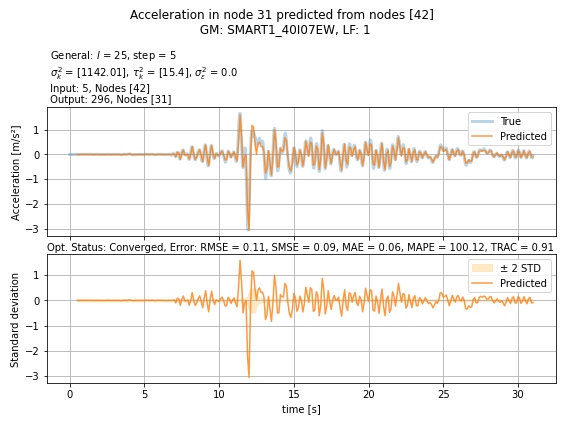 Acceleration in node 31 predicted from nodes [42]
GM: SMART1_40I07EW, LF: 1
General: l = 25, step = 5
σ²ₖ = [1142.01], τ²ₖ = [15.4], σ²_ε = 0.0
Input: 5, Nodes [42]
Output: 296, Nodes [31]
Acceleration [m/s²]
1
0
−1
−2
−3
True
Predicted
Opt. Status: Converged, Error: RMSE = 0.11, SMSE = 0.09, MAE = 0.06, MAPE = 100.12, TRAC = 0.91
Standard deviation
1
0
−1
−2
−3
± 2 STD
Predicted
0 5 10 15 20 25 30
time [s]